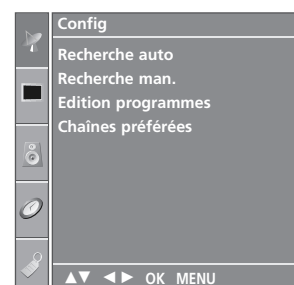 Config
Recherche auto
Recherche man.
Edition programmes
Chaînes préférées
▲▼ ◄► OK MENU